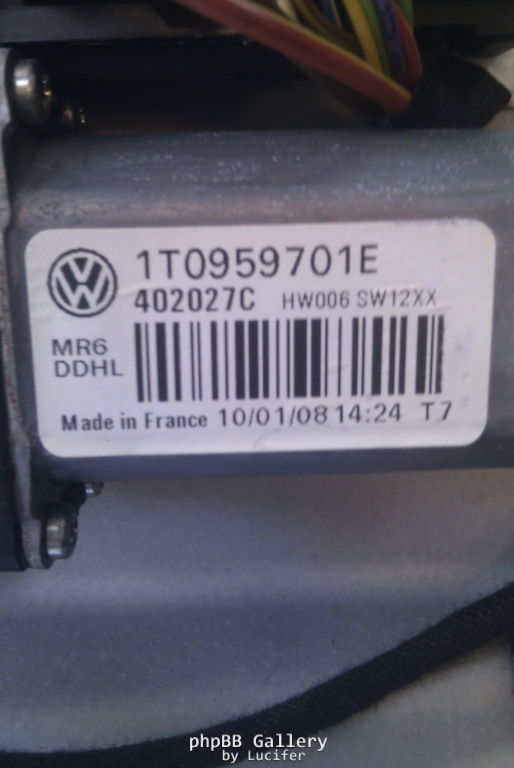 1T0959701E
402027C HW006 SW12XX
MR6
DDHL
Made in France 10/01/08 14:24 T7
phpBB Gallery
by Lucifer